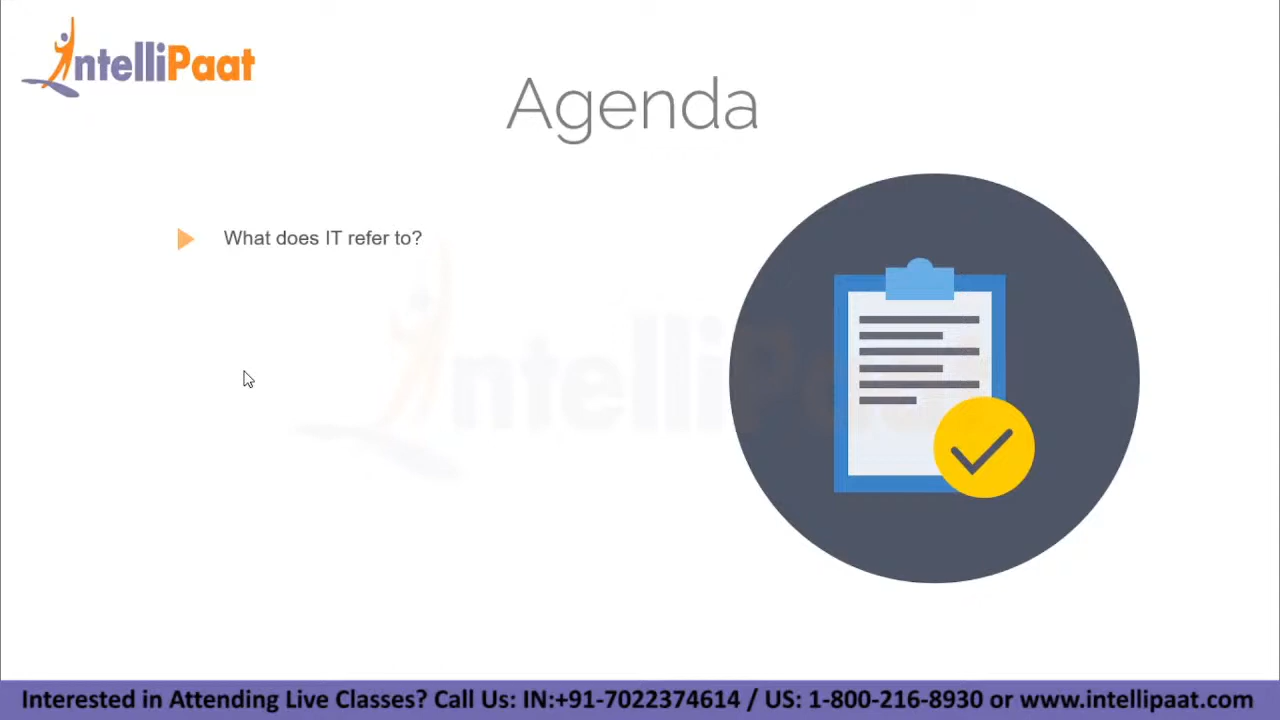 IntelliPaat
Agenda
What does IT refer to?
IntelliPaat
Interested in Attending Live Classes? Call Us: IN:+91-7022374614 / US: 1-800-216-8930 or www.intellipaat.com